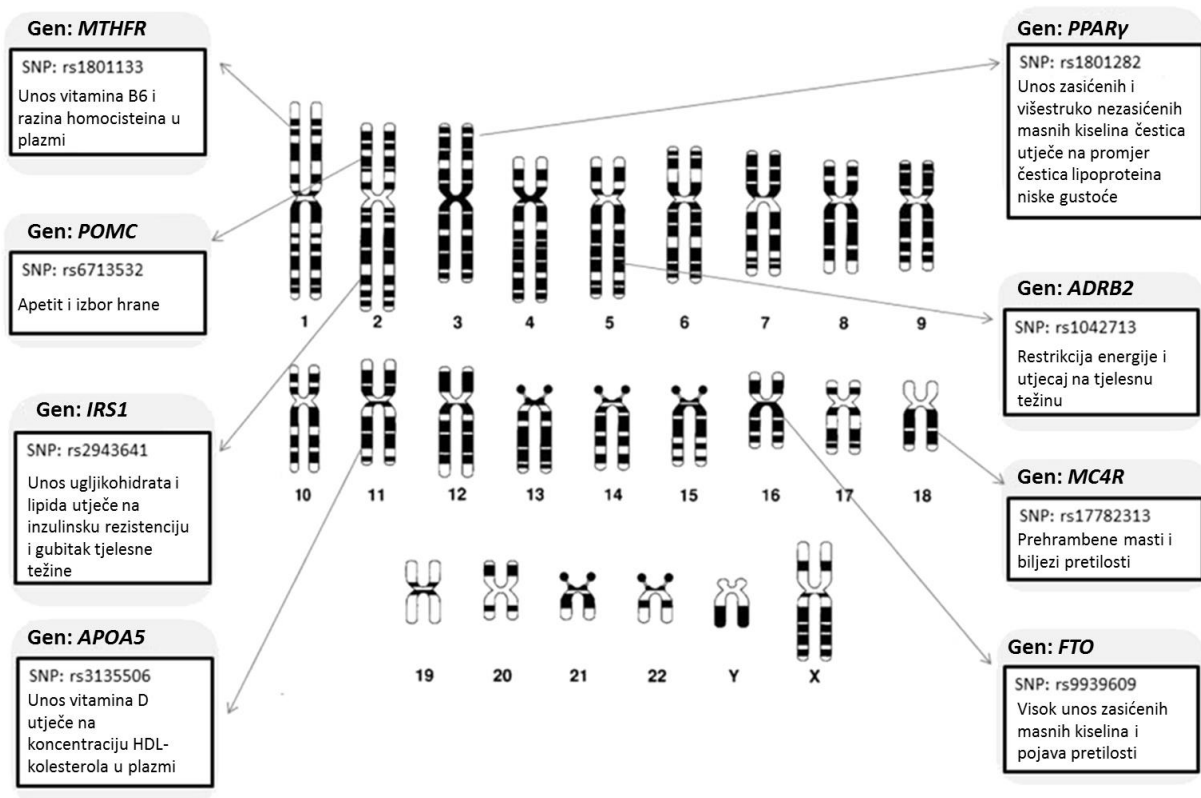 Gen: MTHFR
SNP: rs1801133
Unos vitamina B6 i
razina homocisteina u
plazmi
Gen: POMC
SNP: rs6713532
Apetit i izbor hrane
Gen: IRS1
SNP: rs2943641
Unos ugljikohidrata i
lipida utječe na
inzulinsku rezistenciju
i gubitak tjelesne
težine
Gen: APOA5
SNP: rs3135506
Unos vitamina D
utječe na
koncentraciju HDL-
kolesterola u plazmi
1 2 3 4 5 6 7 8 9
10 11 12 13 14 15 16 17 18
19 20 21 22 Y X
Gen: PPARγ
SNP: rs1801282
Unos zasićenih i
višestruko nezasićenih
masnih kiselina čestica
utječe na promjer
čestica lipoproteina
niske gustoće
Gen: ADRB2
SNP: rs1042713
Restrikcija energije i
utjecaj na tjelesnu
težinu
Gen: MC4R
SNP: rs17782313
Prehrambene masti i
biljezi pretilosti
Gen: FTO
SNP: rs9939609
Visok unos zasićenih
masnih kiselina i
pojava pretilosti